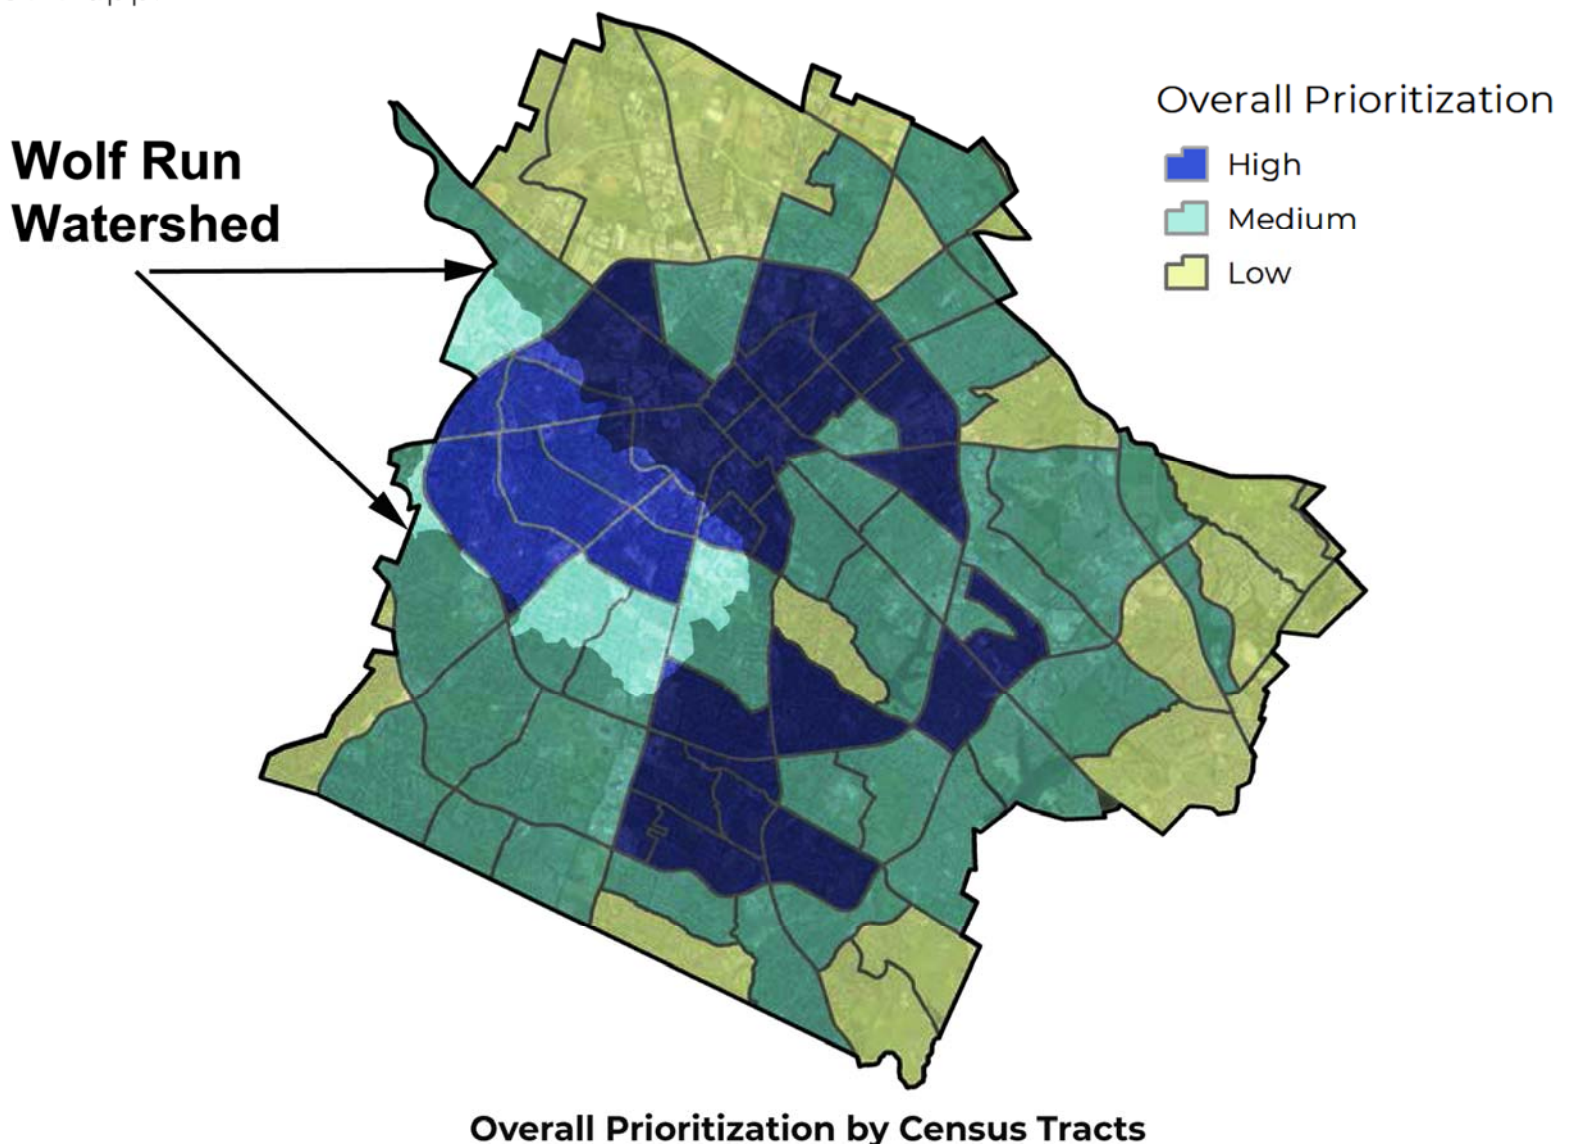 Wolf Run
Watershed
Overall Prioritization
High
Medium
Low
Overall Prioritization by Census Tracts